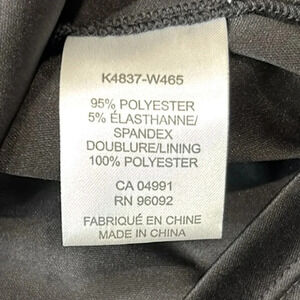 K4837-W465
95% POLYESTER
5% ÉLASTHANNE/
SPANDEX
DOUBLURE/LINING
100% POLYESTER
CA 04991
RN 96092
FABRIQUÉ EN CHINE
MADE IN CHINA